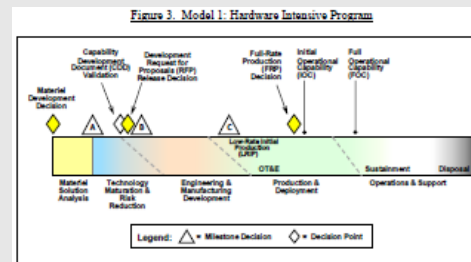 Figure 3. Model 1: Hardware Intensive Program
Capability
Development
Document (CDD)
Validation
Development
Request for
Proposals (RFP)
Release Decision
Full-Rate
Production
(FRP)
Decision
Initial
Operational
Capability
(IOC)
Full
Operational
Capability
(FOC)
Materiel
Development
Decision
A
B
C
Low-Rate Initial
Production
(LRIP)
OT&E
Sustainment
Disposal
Materiel
Solution
Analysis
Technology
Maturation &
Risk
Reduction
Engineering &
Manufacturing
Development
Production &
Deployment
Operations & Support
Legend: = Milestone Decision = Decision Point